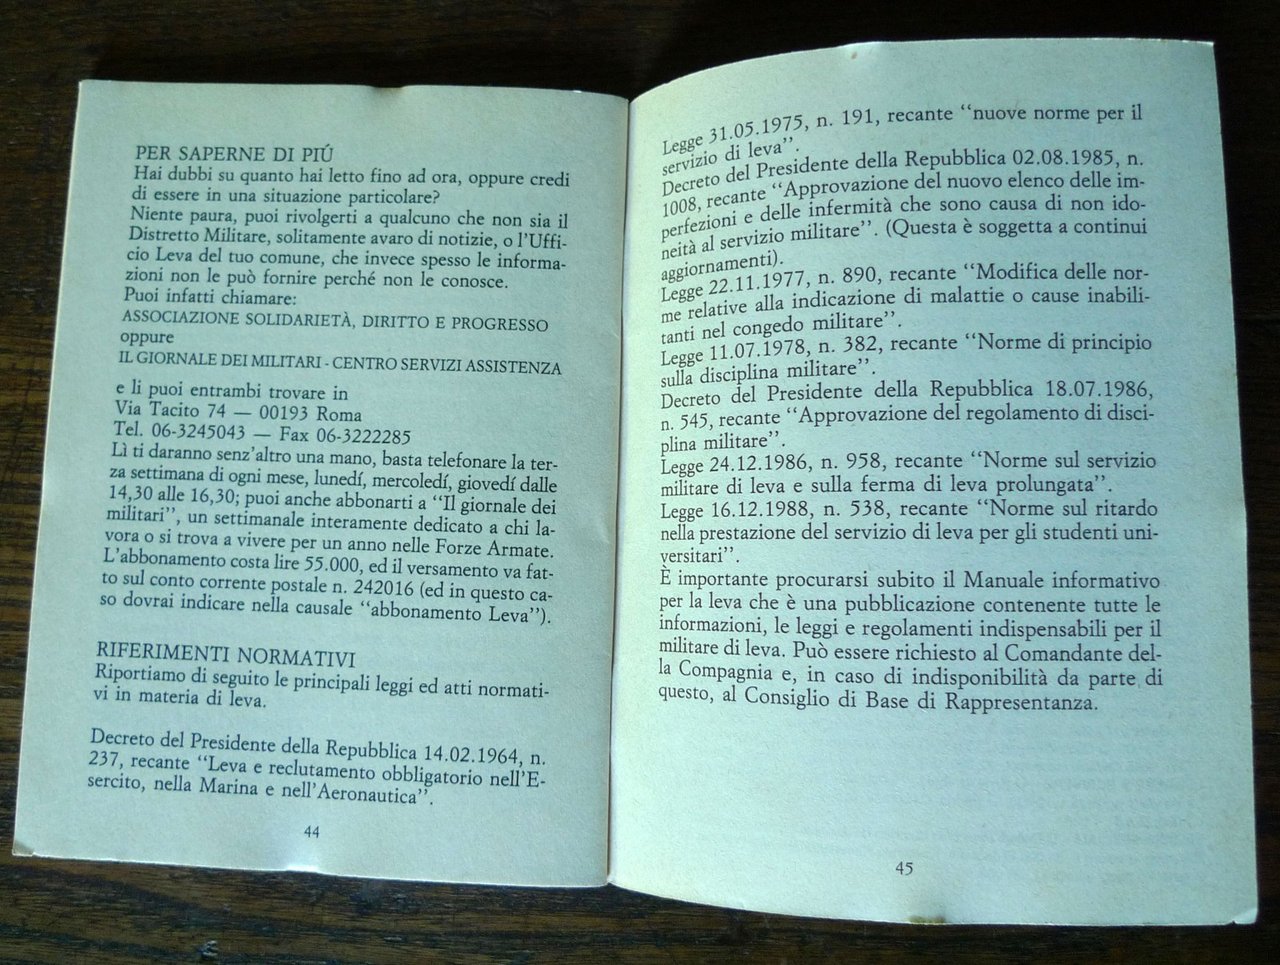 PER SAPERNE DI PIÚ
Hai dubbi su quanto hai letto fino ad ora, oppure credi
di essere in una situazione particolare?
Niente paura, puoi rivolgerti a qualcuno che non sia il
Distretto Militare, solitamente avaro di notizie, o l'Uffi-
cio Leva del tuo comune, che invece spesso le informa-
zioni non le può fornire perché non le conosce.
Puoi infatti chiamare:
ASSOCIAZIONE SOLIDARIETÀ, DIRITTO E PROGRESSO
oppure
IL GIORNALE DEI MILITARI - CENTRO SERVIZI ASSISTENZA
e li puoi entrambi trovare in
Via Tacito 74 — 00193 Roma
Tel. 06-3245043 — Fax 06-3222285
Lì ti daranno senz'altro una mano, basta telefonare la ter-
za settimana di ogni mese, lunedí, mercoledí, giovedí dalle
14,30 alle 16,30; puoi anche abbonarti a "Il giornale dei
militari", un settimanale interamente dedicato a chi la-
vora o si trova a vivere per un anno nelle Forze Armate.
L'abbonamento costa lire 55.000, ed il versamento va fat-
to sul conto corrente postale n. 242016 (ed in questo ca-
so dovrai indicare nella causale "abbonamento Leva").
RIFERIMENTI NORMATIVI
Riportiamo di seguito le principali leggi ed atti normati-
vi in materia di leva.
Decreto del Presidente della Repubblica 14.02.1964, n.
237, recante "Leva e reclutamento obbligatorio nell'E-
sercito, nella Marina e nell'Aeronautica".
44
Legge 31.05.1975, n. 191, recante "nuove norme per il
servizio di leva".
Decreto del Presidente della Repubblica 02.08.1985, n.
1008, recante "Approvazione del nuovo elenco delle im-
perfezioni e delle infermità che sono causa di non ido-
neità al servizio militare". (Questa è soggetta a continui
aggiornamenti).
Legge 22.11.1977, n. 890, recante "Modifica delle nor-
me relative alla indicazione di malattie o cause inabili-
tanti nel congedo militare".
Legge 11.07.1978, n. 382, recante "Norme di principio
sulla disciplina militare".
Decreto del Presidente della Repubblica 18.07.1986,
n. 545, recante "Approvazione del regolamento di disci-
plina militare".
Legge 24.12.1986, n. 958, recante "Norme sul servizio
militare di leva e sulla ferma di leva prolungata".
Legge 16.12.1988, n. 538, recante "Norme sul ritardo
nella prestazione del servizio di leva per gli studenti uni-
versitari".
È importante procurarsi subito il Manuale informativo
per la leva che è una pubblicazione contenente tutte le
informazioni, le leggi e regolamenti indispensabili per il
militare di leva. Può essere richiesto al Comandante del-
la Compagnia e, in caso di indisponibilità da parte di
questo, al Consiglio di Base di Rappresentanza.
45